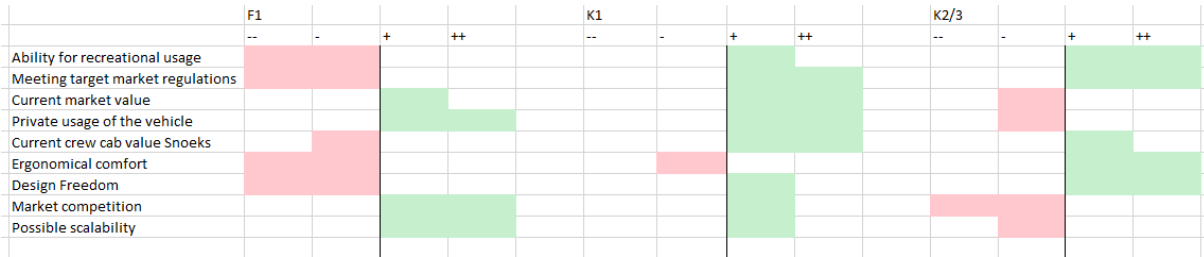 F1 K1 K2/3
-- - + ++ -- - + ++ -- - + ++
Ability for recreational usage
Meeting target market regulations
Current market value
Private usage of the vehicle
Current crew cab value Snoeks
Ergonomical comfort
Design Freedom
Market competition
Possible scalability